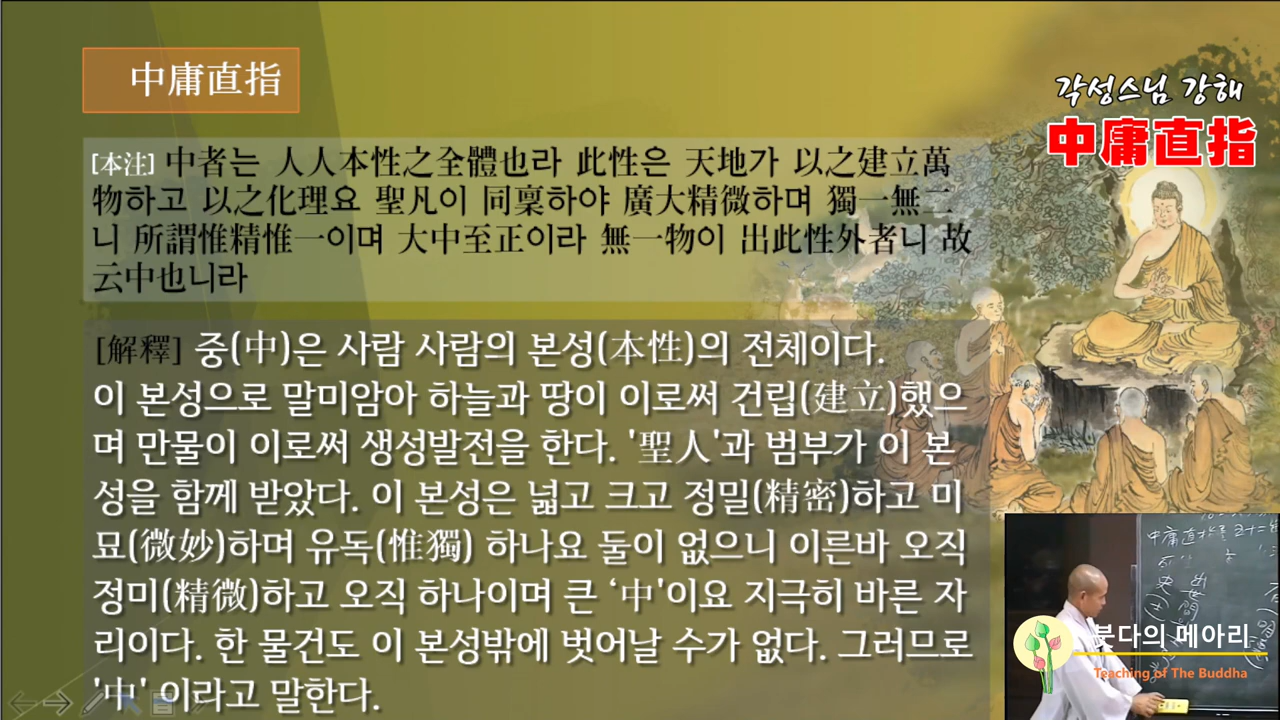 中庸直指
각성스님 강해
中庸直指
[本注] 中者는 人人本性之全體也라 此性은 天地가 以之建立萬
物하고 以之化理요 聖凡이 同稟하야 廣大精微하며 獨一無二
니 所謂惟精惟一이며 大中至正이라 無一物이 出此性外者니 故
云中也니라
[解釋] 중(中)은 사람 사람의 본성(本性)의 전체이다.
이 본성으로 말미암아 하늘과 땅이 이로써 건립(建立)했으
며 만물이 이로써 생성발전을 한다. '聖人'과 범부가 이 본
성을 함께 받았다. 이 본성은 넓고 크고 정밀(精密)하고 미
묘(微妙)하며 유독(惟獨) 하나요 둘이 없으니 이른바 오직
정미(精微)하고 오직 하나이며 큰 ‘中'이요 지극히 바른 자
리이다. 한 물건도 이 본성밖에 벗어날 수가 없다. 그러므로
'中' 이라고 말한다.
中庸直指
붓다의 메아리
Teaching of The Buddha